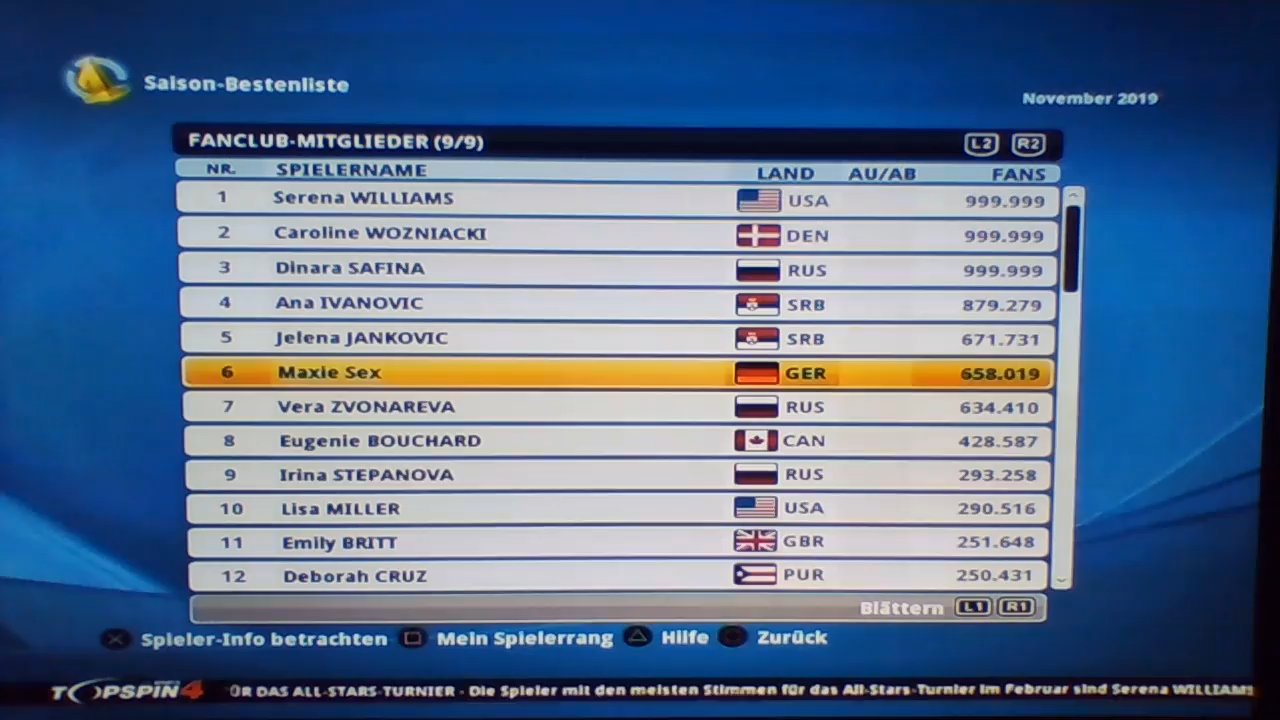 Saison-Bestenliste
November 2019
FANCLUB-MITGLIEDER (9/9) L2 R2
NR. SPIELERNAME LAND AU/AB FANS
1 Serena WILLIAMS USA 999.999
2 Caroline WOZNIACKI DEN 999.999
3 Dinara SAFINA RUS 999.999
4 Ana IVANOVIC SRB 879.279
5 Jelena JANKOVIC SRB 671.731
6 Maxie Sex GER 658.019
7 Vera ZVONAREVA RUS 634.410
8 Eugenie BOUCHARD CAN 428.587
9 Irina STEPANOVA RUS 293.258
10 Lisa MILLER USA 290.516
11 Emily BRITT GBR 251.648
12 Deborah CRUZ PUR 250.431
Blättern L1 R1
Spieler-Info betrachten Mein Spielerrang Hilfe Zurück
TOPSPIN 4 ÜR DAS ALL-STARS-TURNIER - Die Spieler mit den meisten Stimmen für das All-Stars-Turnier im Februar sind Serena WILLIAMS